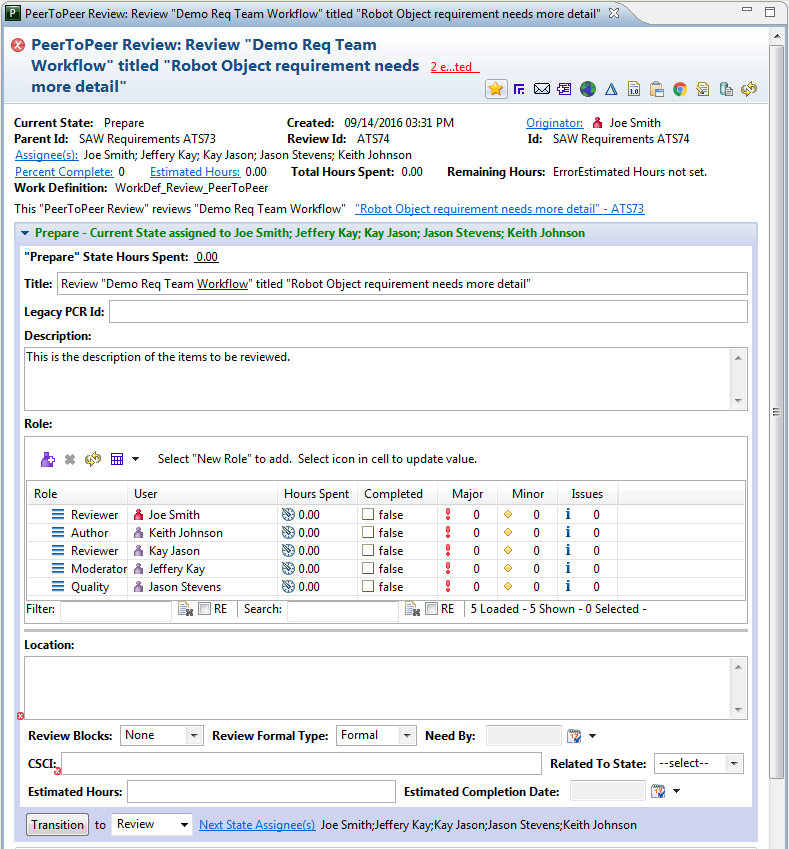 PeerToPeer Review: Review "Demo Req Team Workflow" titled "Robot Object requirement needs more detail"
PeerToPeer Review: Review "Demo Req Team
Workflow" titled "Robot Object requirement needs
more detail"
2 e...ted
Current State: Prepare Created: 09/14/2016 03:31 PM Originator: Joe Smith
Parent Id: SAW Requirements ATS73 Review Id: ATS74 Id: SAW Requirements ATS74
Assignee(s): Joe Smith; Jeffery Kay; Kay Jason; Jason Stevens; Keith Johnson
Percent Complete: 0 Estimated Hours: 0.00 Total Hours Spent: 0.00 Remaining Hours: ErrorEstimated Hours not set.
Work Definition: WorkDef_Review_PeerToPeer
This "PeerToPeer Review" reviews "Demo Req Team Workflow" "Robot Object requirement needs more detail" - ATS73
Prepare - Current State assigned to Joe Smith; Jeffery Kay; Kay Jason; Jason Stevens; Keith Johnson
"Prepare" State Hours Spent: 0.00
Title: Review "Demo Req Team Workflow" titled "Robot Object requirement needs more detail"
Legacy PCR Id:
Description:
This is the description of the items to be reviewed.
Role:
Select "New Role" to add. Select icon in cell to update value.
Role User Hours Spent Completed Major Minor Issues
Reviewer Joe Smith 0.00 false 0 0 0
Author Keith Johnson 0.00 false 0 0 0
Reviewer Kay Jason 0.00 false 0 0 0
Moderator Jeffery Kay 0.00 false 0 0 0
Quality Jason Stevens 0.00 false 0 0 0
Filter: RE Search: RE 5 Loaded - 5 Shown - 0 Selected -
Location:
Review Blocks: None Review Formal Type: Formal Need By:
CSCI: Related To State: --select--
Estimated Hours: Estimated Completion Date:
Transition to Review Next State Assignee(s) Joe Smith;Jeffery Kay;Kay Jason;Jason Stevens;Keith Johnson